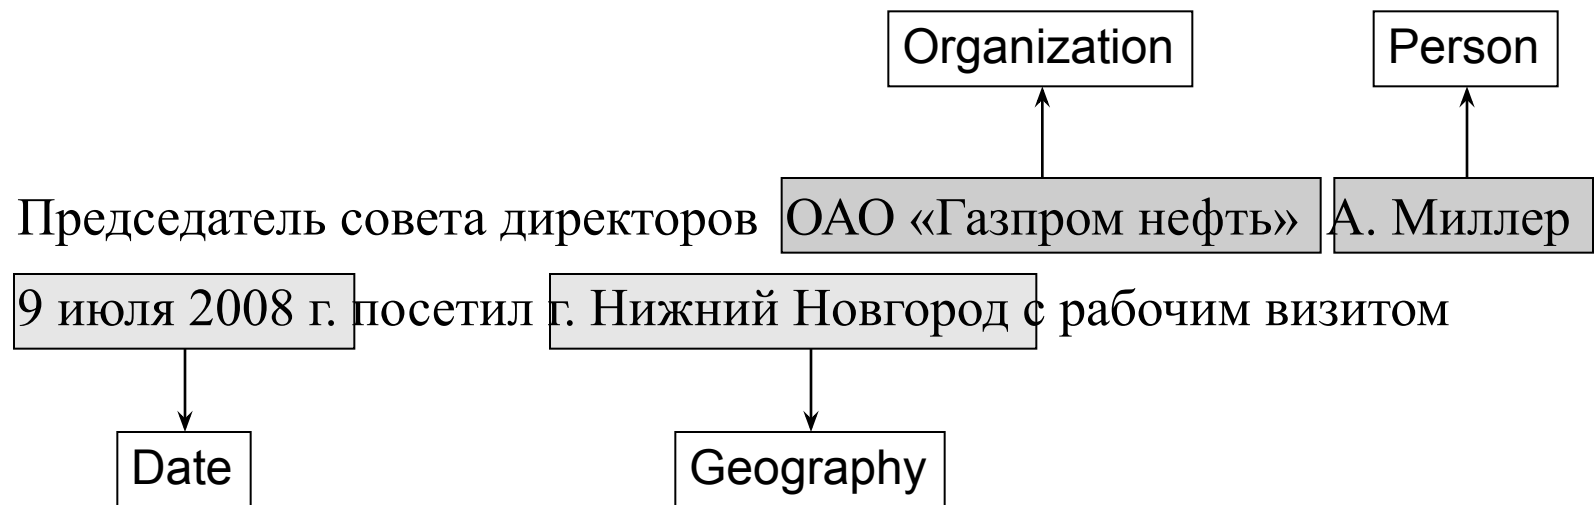 Organization Person
Председатель совета директоров ОАО «Газпром нефть» А. Миллер
9 июля 2008 г. посетил г. Нижний Новгород с рабочим визитом
Date Geography